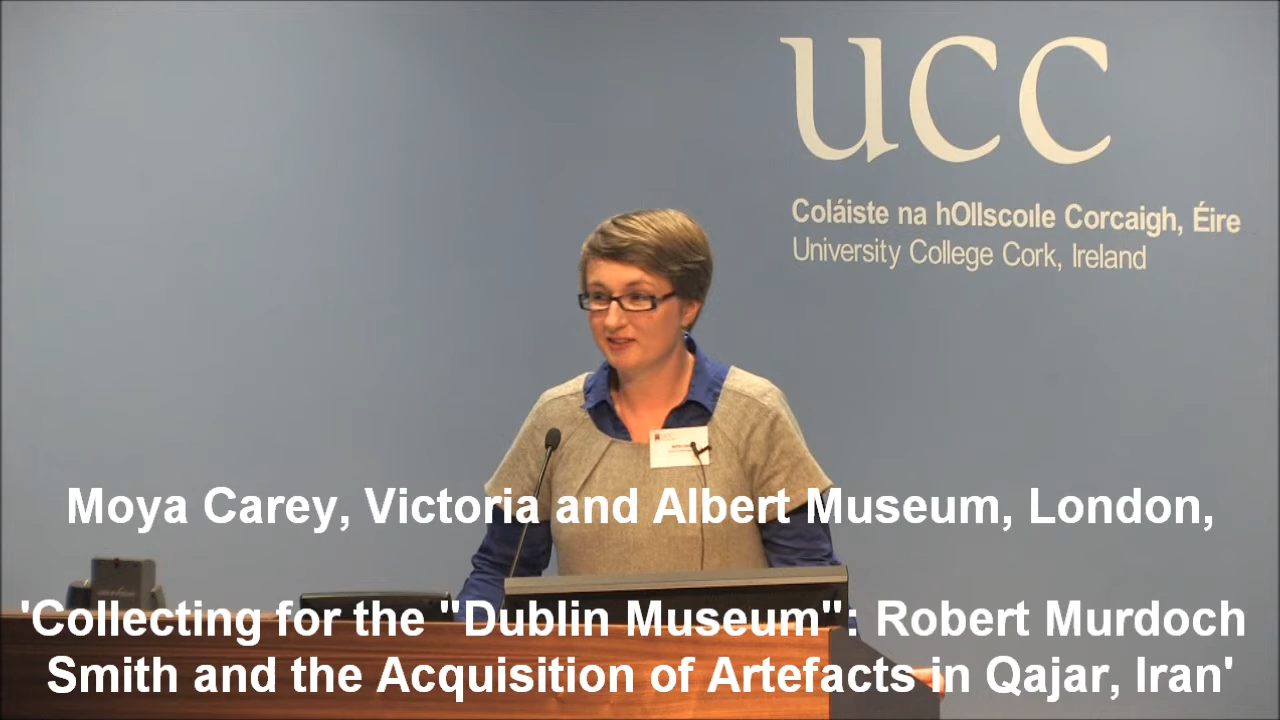 ucc
Coláiste na hOllscoıle Corcaigh, Éire
University College Cork, Ireland
Moya Carey, Victoria and Albert Museum, London,
'Collecting for the "Dublin Museum": Robert Murdoch
Smith and the Acquisition of Artefacts in Qajar, Iran'